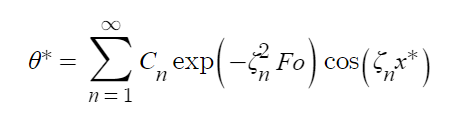 θ* = ∑_{n=1}^{∞} C_n exp(−ζ_n^2 Fo) cos(ζ_n x*)